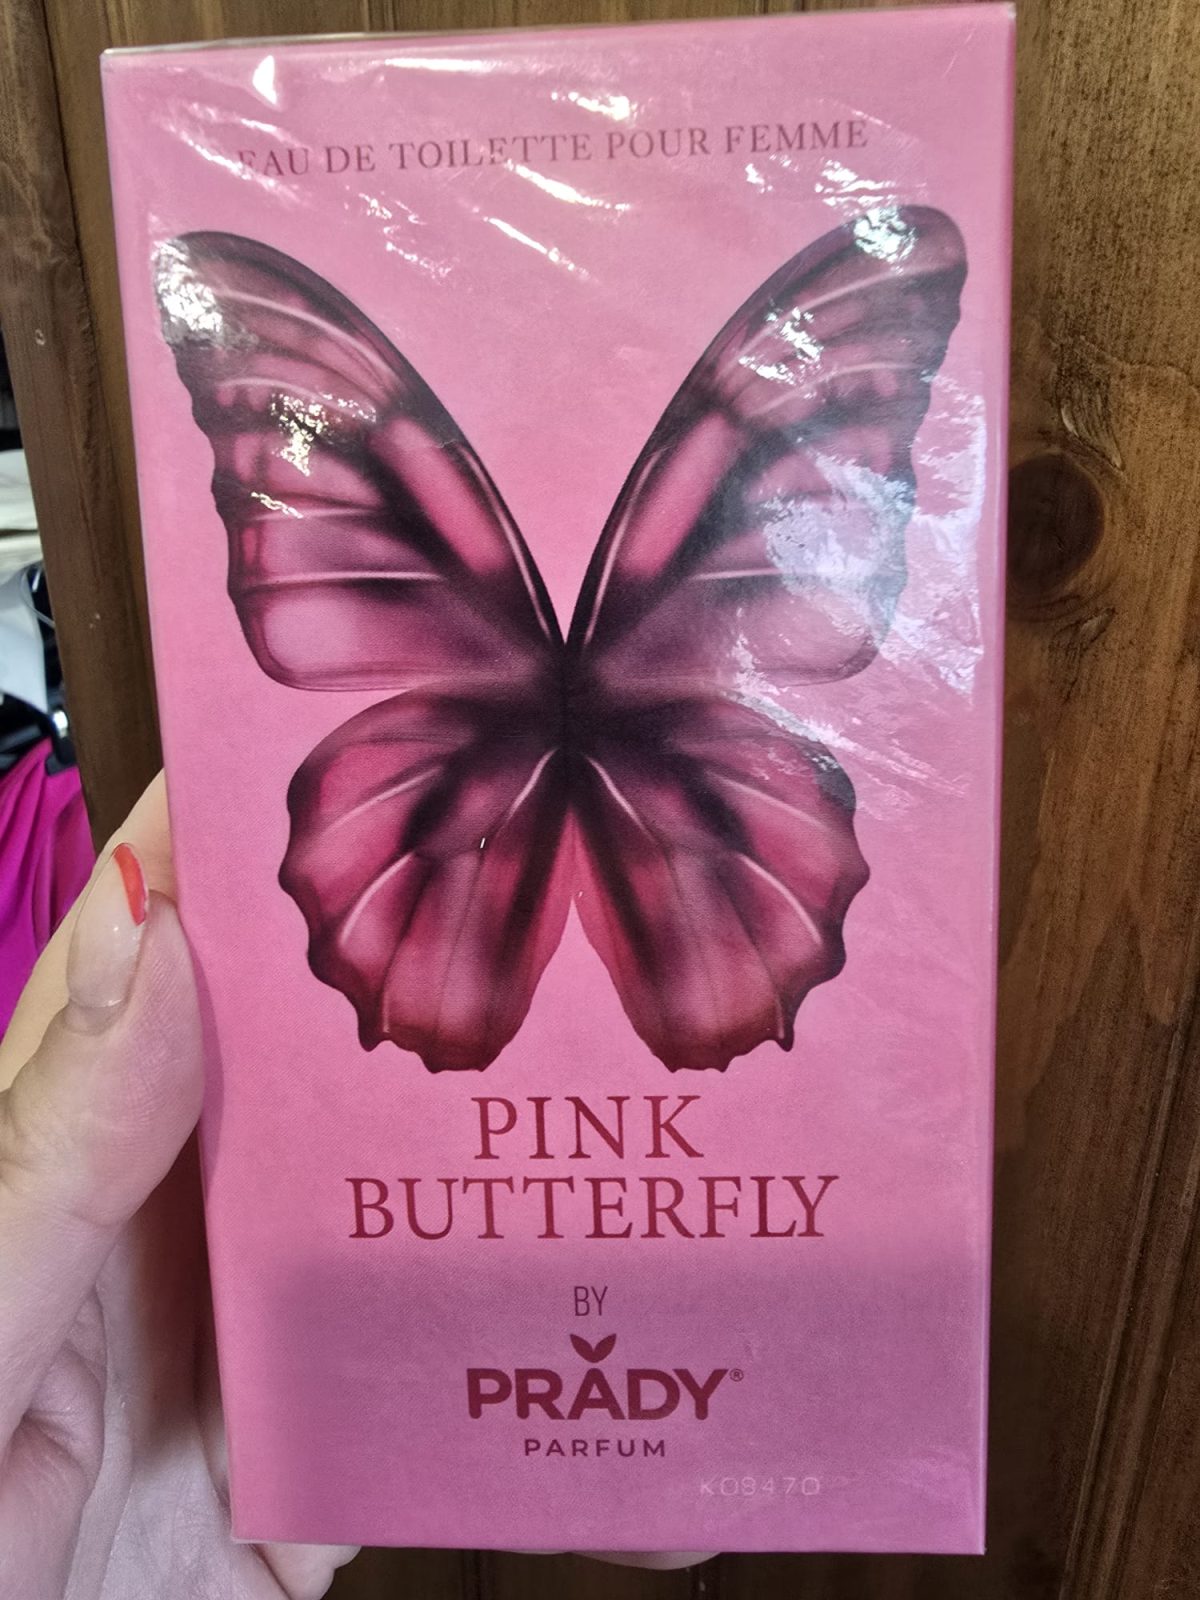 EAU DE TOILETTE POUR FEMME
PINK
BUTTERFLY
BY
PRADY®
PARFUM
K08470